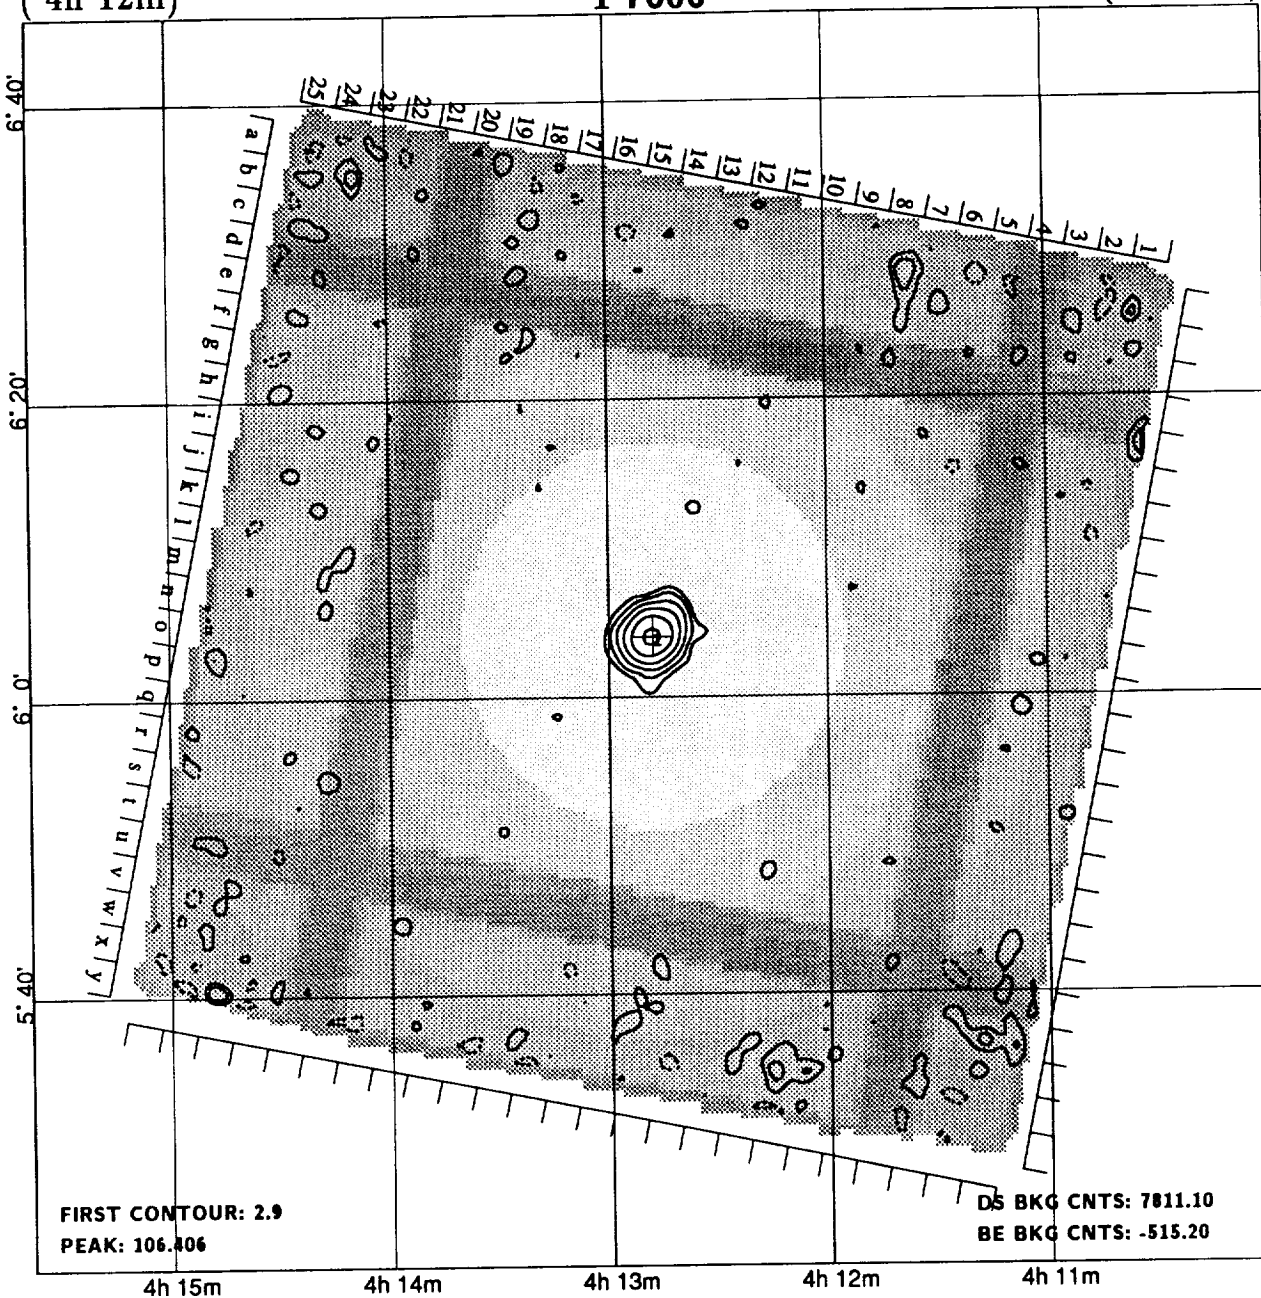 4h 12m)
25 24 23 22 21 20 19 18 17 16 15 14 13 12 11 10 9 8 7 6 5 4 3 2 1
a b c d e f g h i j k l m n o p q r s t u v w x y
6° 40'
6° 20'
6° 0'
5° 40'
FIRST CONTOUR: 2.9
PEAK: 106.406
DS BKG CNTS: 7811.10
BE BKG CNTS: -515.20
4h 15m 4h 14m 4h 13m 4h 12m 4h 11m